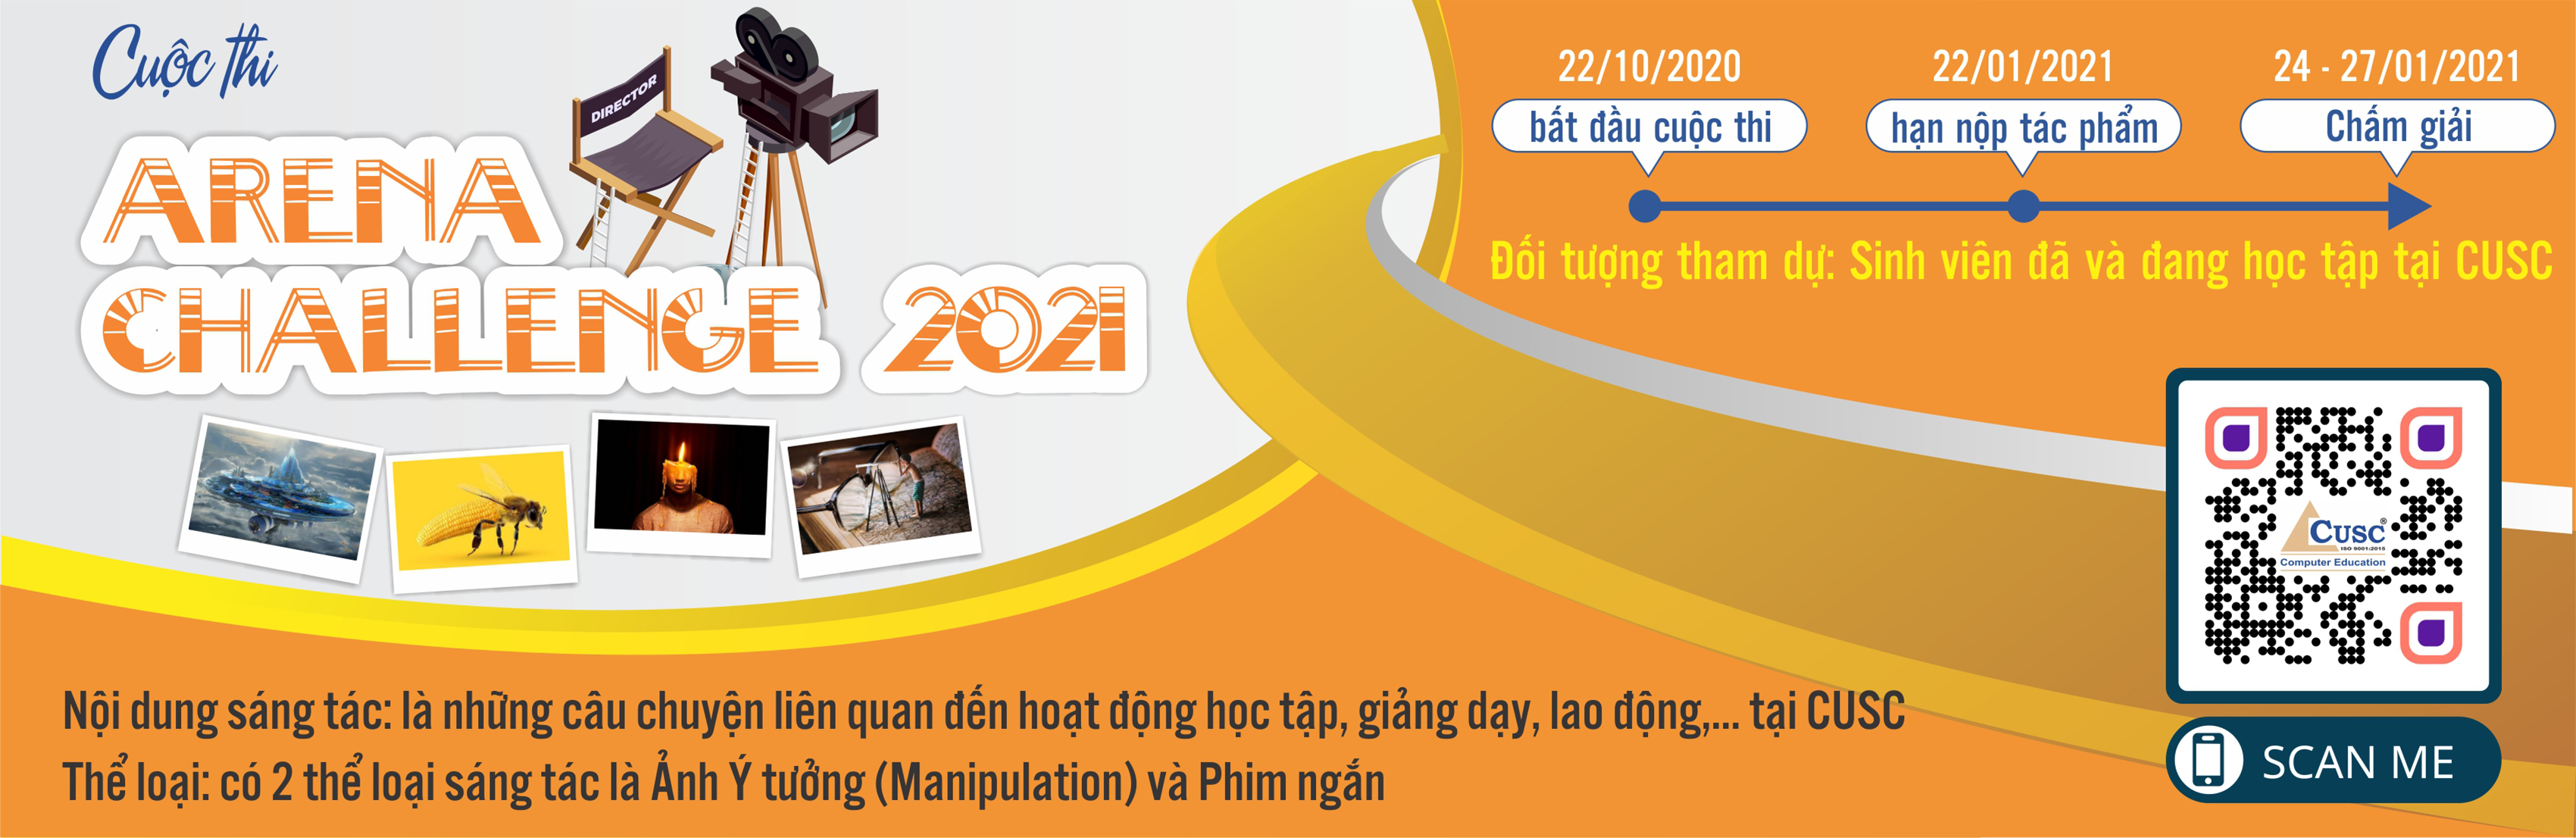 Cuộc thi
ARENA
CHALLENGE 2021
DIRECTOR
22/10/2020
bắt đầu cuộc thi
22/01/2021
hạn nộp tác phẩm
24 - 27/01/2021
Chấm giải
Đối tượng tham dự: Sinh viên đã và đang học tập tại CUSC
CUSC®
ISO 9001:2015
Computer Education
SCAN ME
Nội dung sáng tác: là những câu chuyện liên quan đến hoạt động học tập, giảng dạy, lao động,... tại CUSC
Thể loại: có 2 thể loại sáng tác là Ảnh Ý tưởng (Manipulation) và Phim ngắn